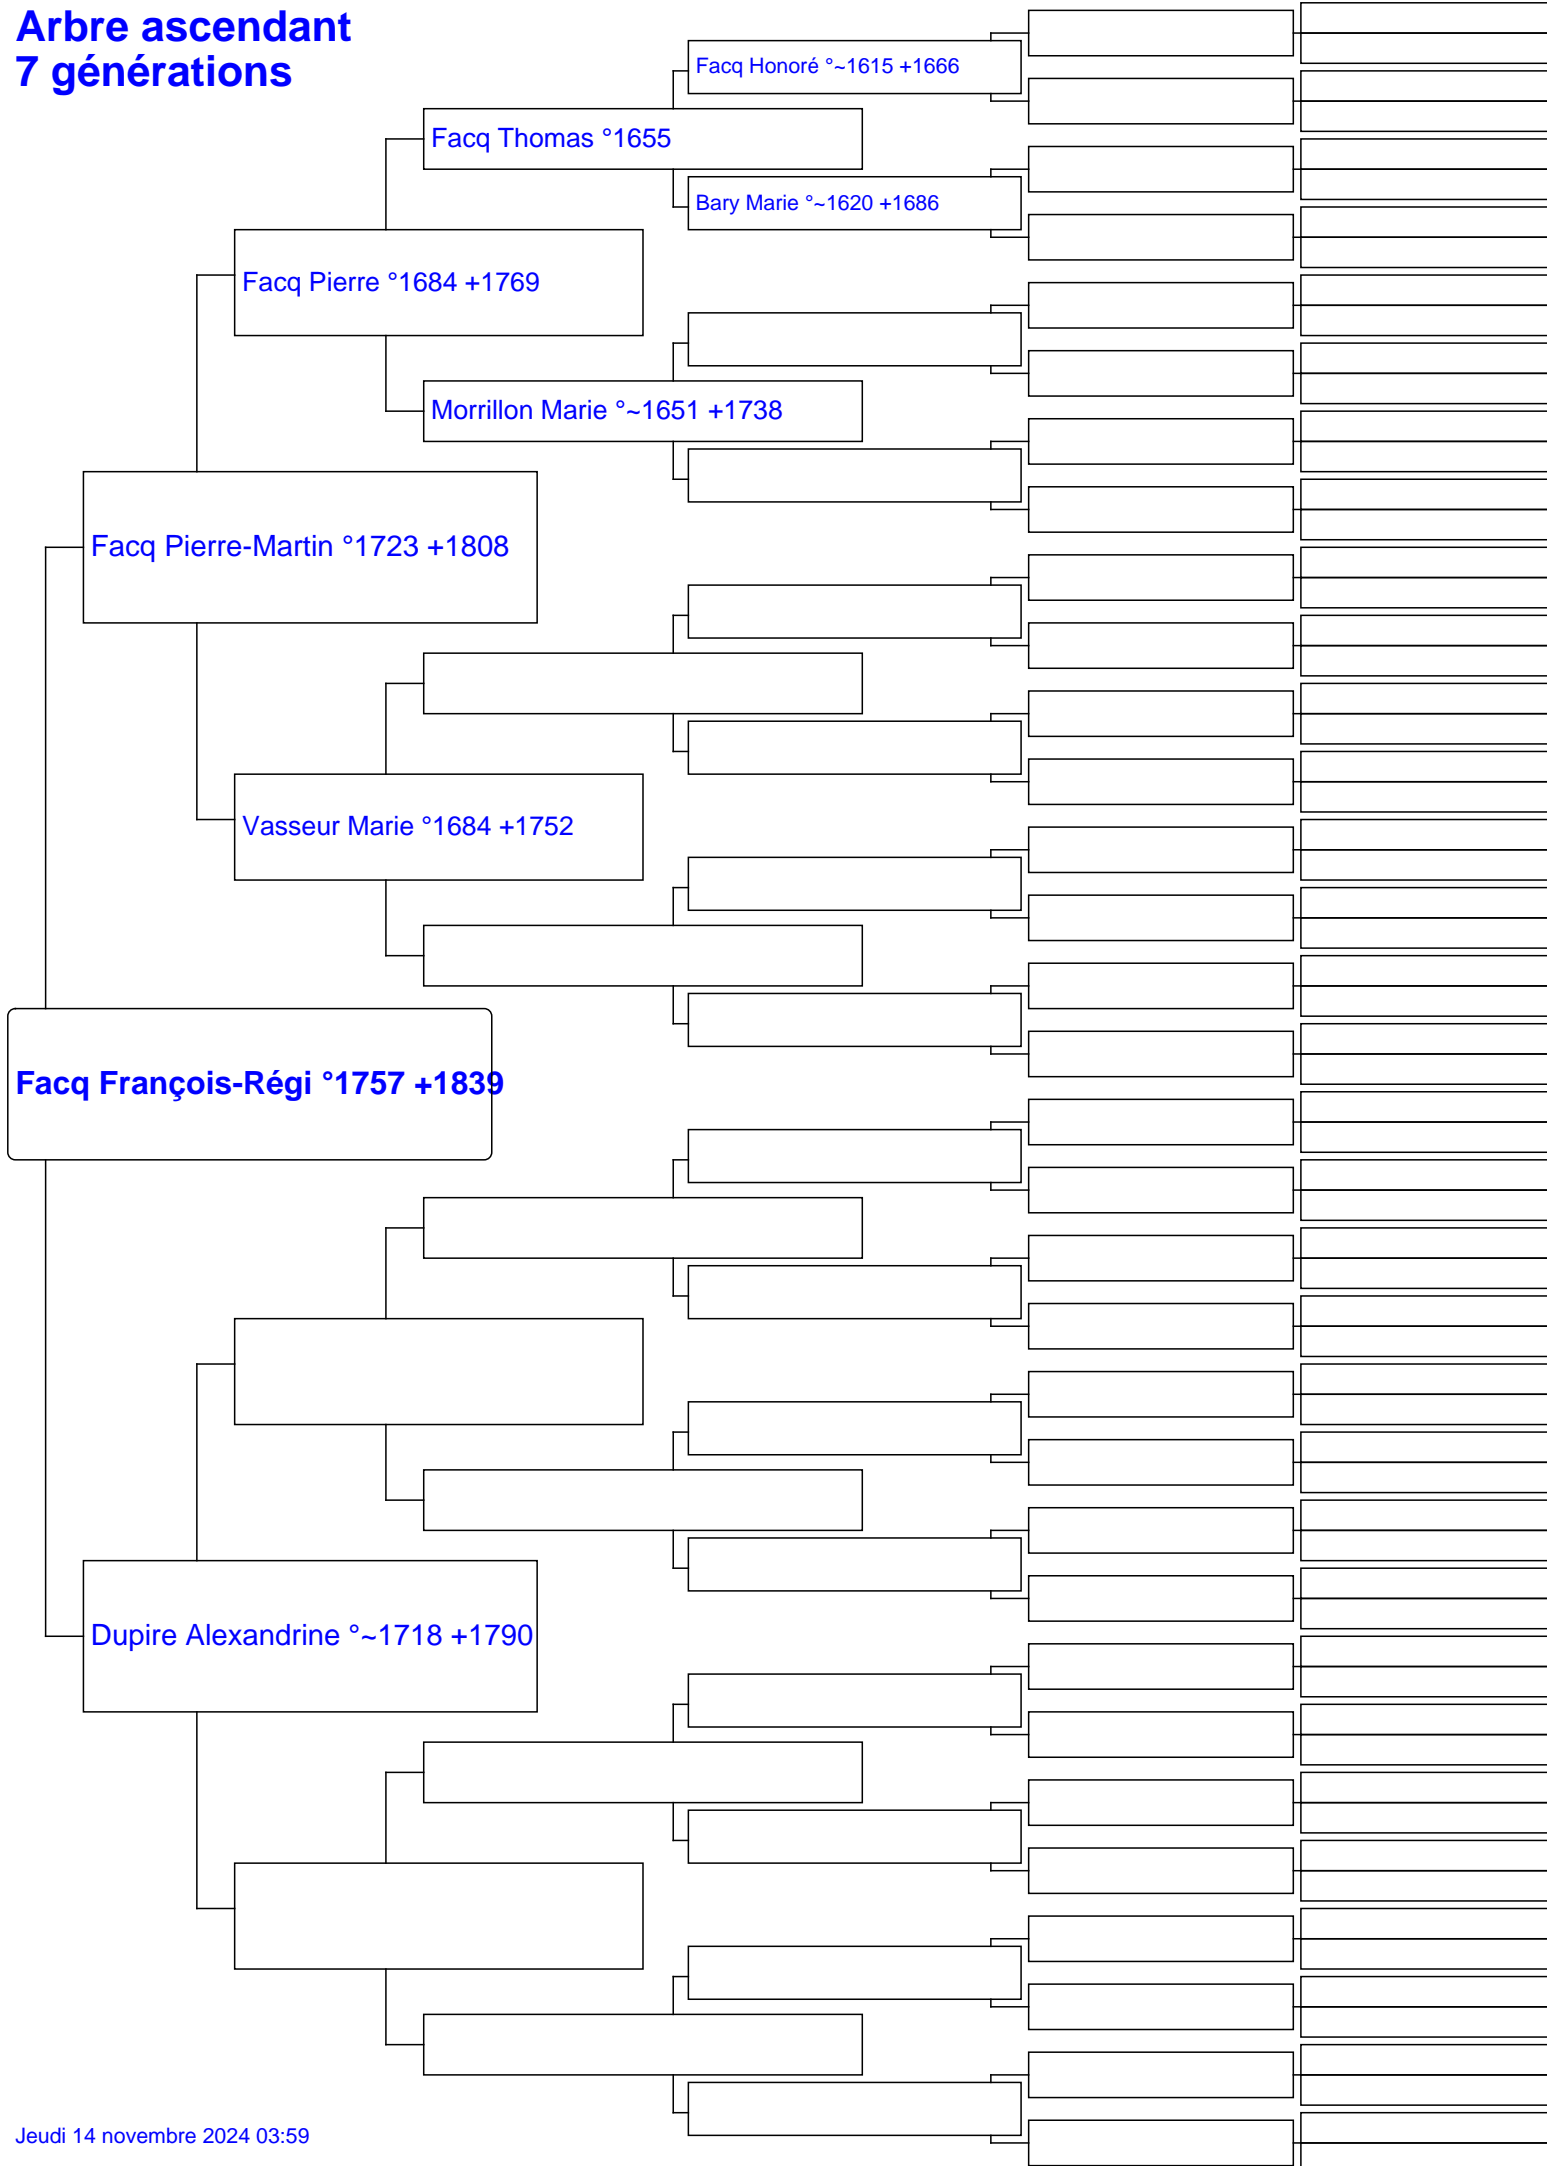 Arbre ascendant
7 générations
Facq Honoré °~1615 +1666
Facq Thomas °1655
Bary Marie °~1620 +1686
Facq Pierre °1684 +1769
Morrillon Marie °~1651 +1738
Facq Pierre-Martin °1723 +1808
Vasseur Marie °1684 +1752
Facq François-Régi °1757 +1839
Dupire Alexandrine °~1718 +1790
Jeudi 14 novembre 2024 03:59